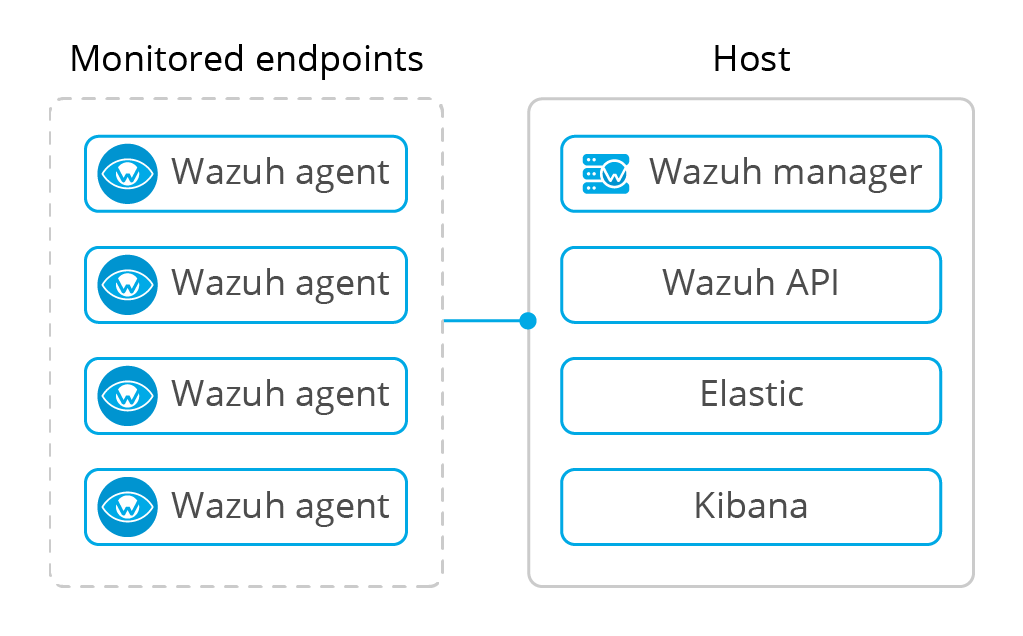 Monitored endpoints
Wazuh agent
Wazuh agent
Wazuh agent
Wazuh agent
Host
Wazuh manager
Wazuh API
Elastic
Kibana